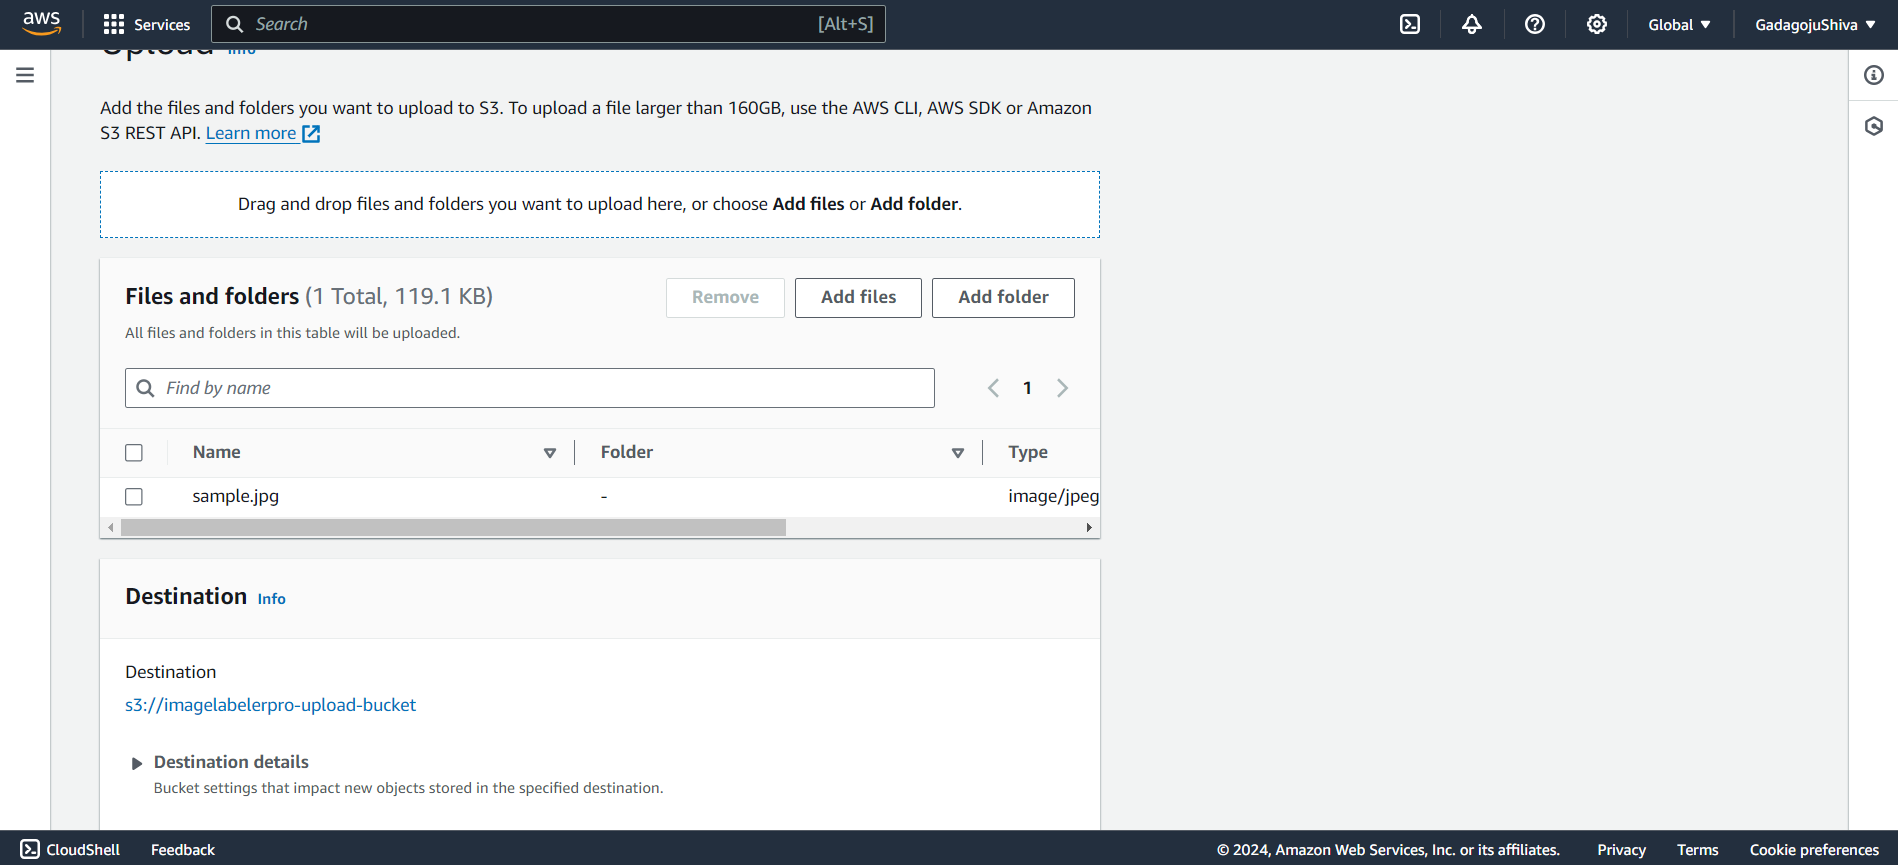 aws Services Search [Alt+S] Global GadagojuShiva
Upload Info
Add the files and folders you want to upload to S3. To upload a file larger than 160GB, use the AWS CLI, AWS SDK or Amazon
S3 REST API. Learn more
Drag and drop files and folders you want to upload here, or choose Add files or Add folder.
Files and folders (1 Total, 119.1 KB) Remove Add files Add folder
All files and folders in this table will be uploaded.
Find by name 1
Name Folder Type
sample.jpg - image/jpeg
Destination Info
Destination
s3://imagelabelerpro-upload-bucket
Destination details
Bucket settings that impact new objects stored in the specified destination.
CloudShell Feedback © 2024, Amazon Web Services, Inc. or its affiliates. Privacy Terms Cookie preferences